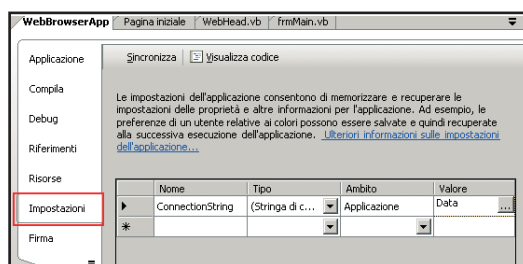 WebBrowserApp Pagina iniziale WebHead.vb frmMain.vb
Applicazione
Compila
Debug
Riferimenti
Risorse
Impostazioni
Firma
Sincronizza Visualizza codice
Le impostazioni dell'applicazione consentono di memorizzare e recuperare le
impostazioni delle proprietà e altre informazioni per l'applicazione. Ad esempio, le
preferenze di un utente relative ai colori possono essere salvate e quindi recuperate
alla successiva esecuzione dell'applicazione. Ulteriori informazioni sulle impostazioni
dell'applicazione...
Nome Tipo Ambito Valore
ConnectionString (Stringa di c... Applicazione Data ...
*